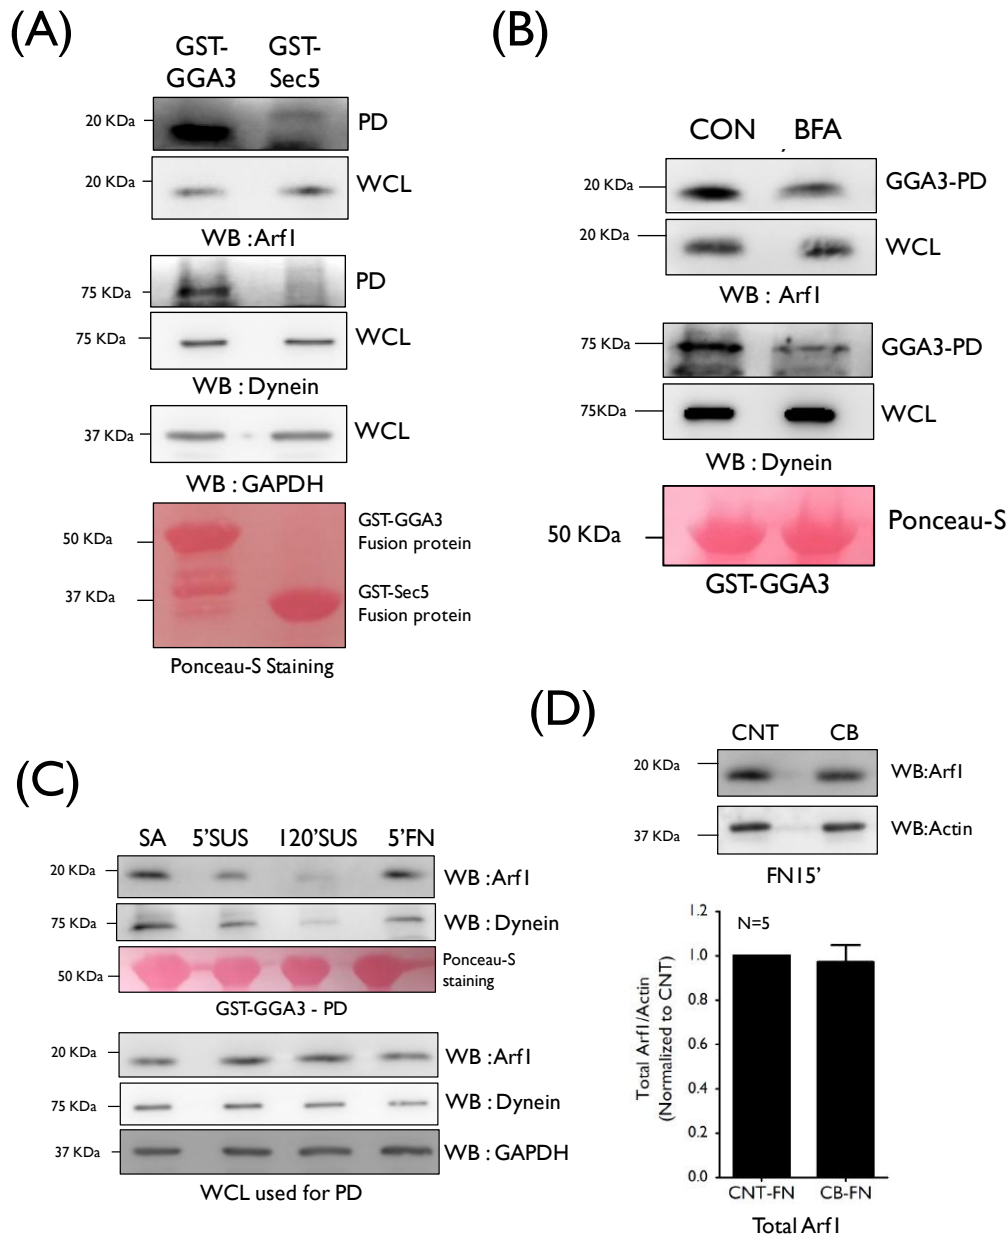 (A)
GST-
GGA3
GST-
Sec5
20 KDa
PD
20 KDa
WCL
WB : Arf1
PD
75 KDa
75 KDa
WCL
WB : Dynein
37 KDa
WCL
WB : GAPDH
50 KDa
GST-GGA3
Fusion protein
37 KDa
GST-Sec5
Fusion protein
Ponceau-S Staining
(B)
CON BFA
20 KDa
GGA3-PD
20 KDa
WCL
WB : Arf1
75 KDa
GGA3-PD
75KDa
WCL
WB : Dynein
50 KDa
Ponceau-S
GST-GGA3
(C)
SA 5'SUS 120'SUS 5'FN
20 KDa
WB :Arf1
75 KDa
WB : Dynein
50 KDa
Ponceau-S
staining
GST-GGA3 - PD
20 KDa
WB :Arf1
75 KDa
WB : Dynein
37 KDa
WB : GAPDH
WCL used for PD
(D)
CNT CB
20 KDa
WB:Arf1
37 KDa
WB:Actin
FN15'
Total Arf1/Actin
(Normalized to CNT)
1.2
1.0
0.8
0.6
0.4
0.2
0.0
N=5
CNT-FN CB-FN
Total Arf1